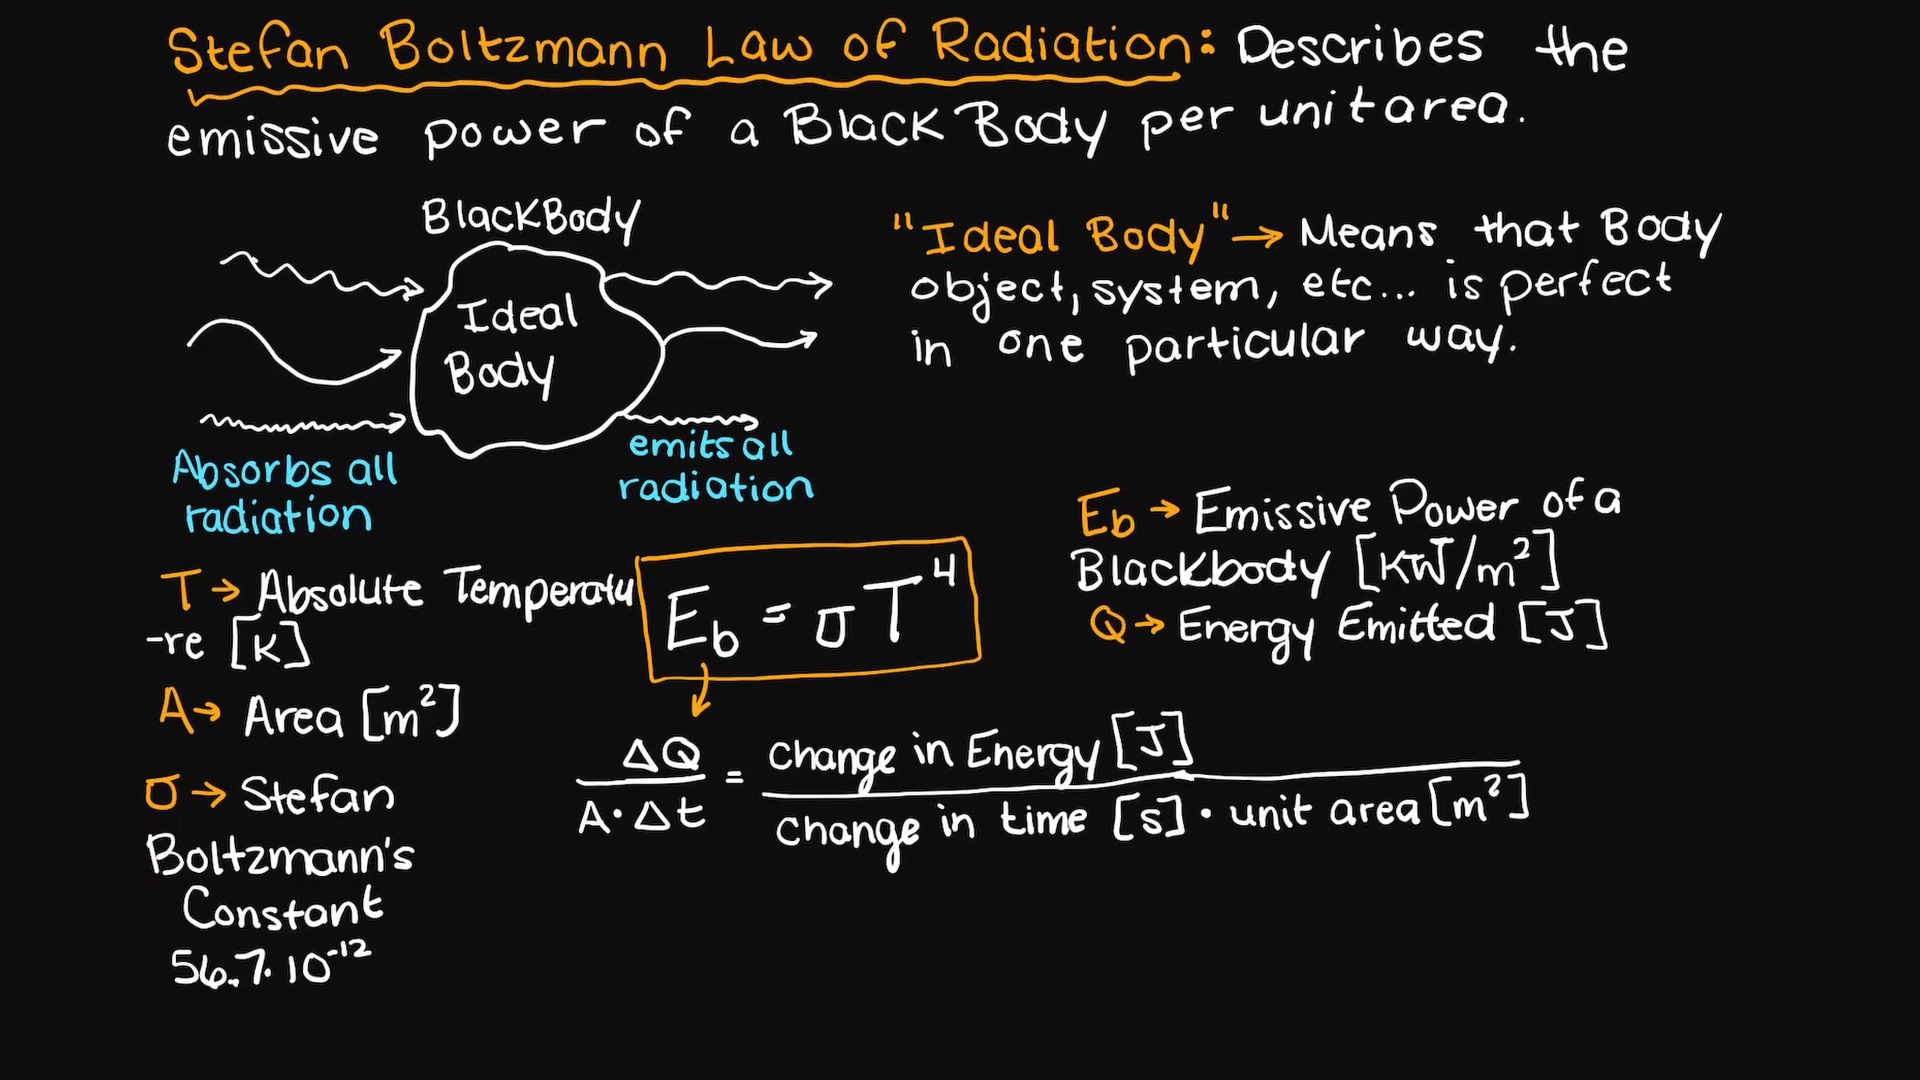 Stefan Boltzmann Law of Radiation: Describes the
emissive power of a Black Body per unit area.
BlackBody
Ideal
Body
Absorbs all
radiation
emits all
radiation
"Ideal Body" → Means that Body
object, system, etc... is perfect
in one particular way.
Eb → Emissive Power of a
Blackbody [KW/m²]
Q → Energy Emitted [J]
T → Absolute Temperatu
-re [K]
A → Area [m²]
σ → Stefan
Boltzmann's
Constant
56.7·10⁻¹²
Eb = σT⁴
ΔQ = change in Energy [J]
A·Δt change in time [s] · unit area [m²]